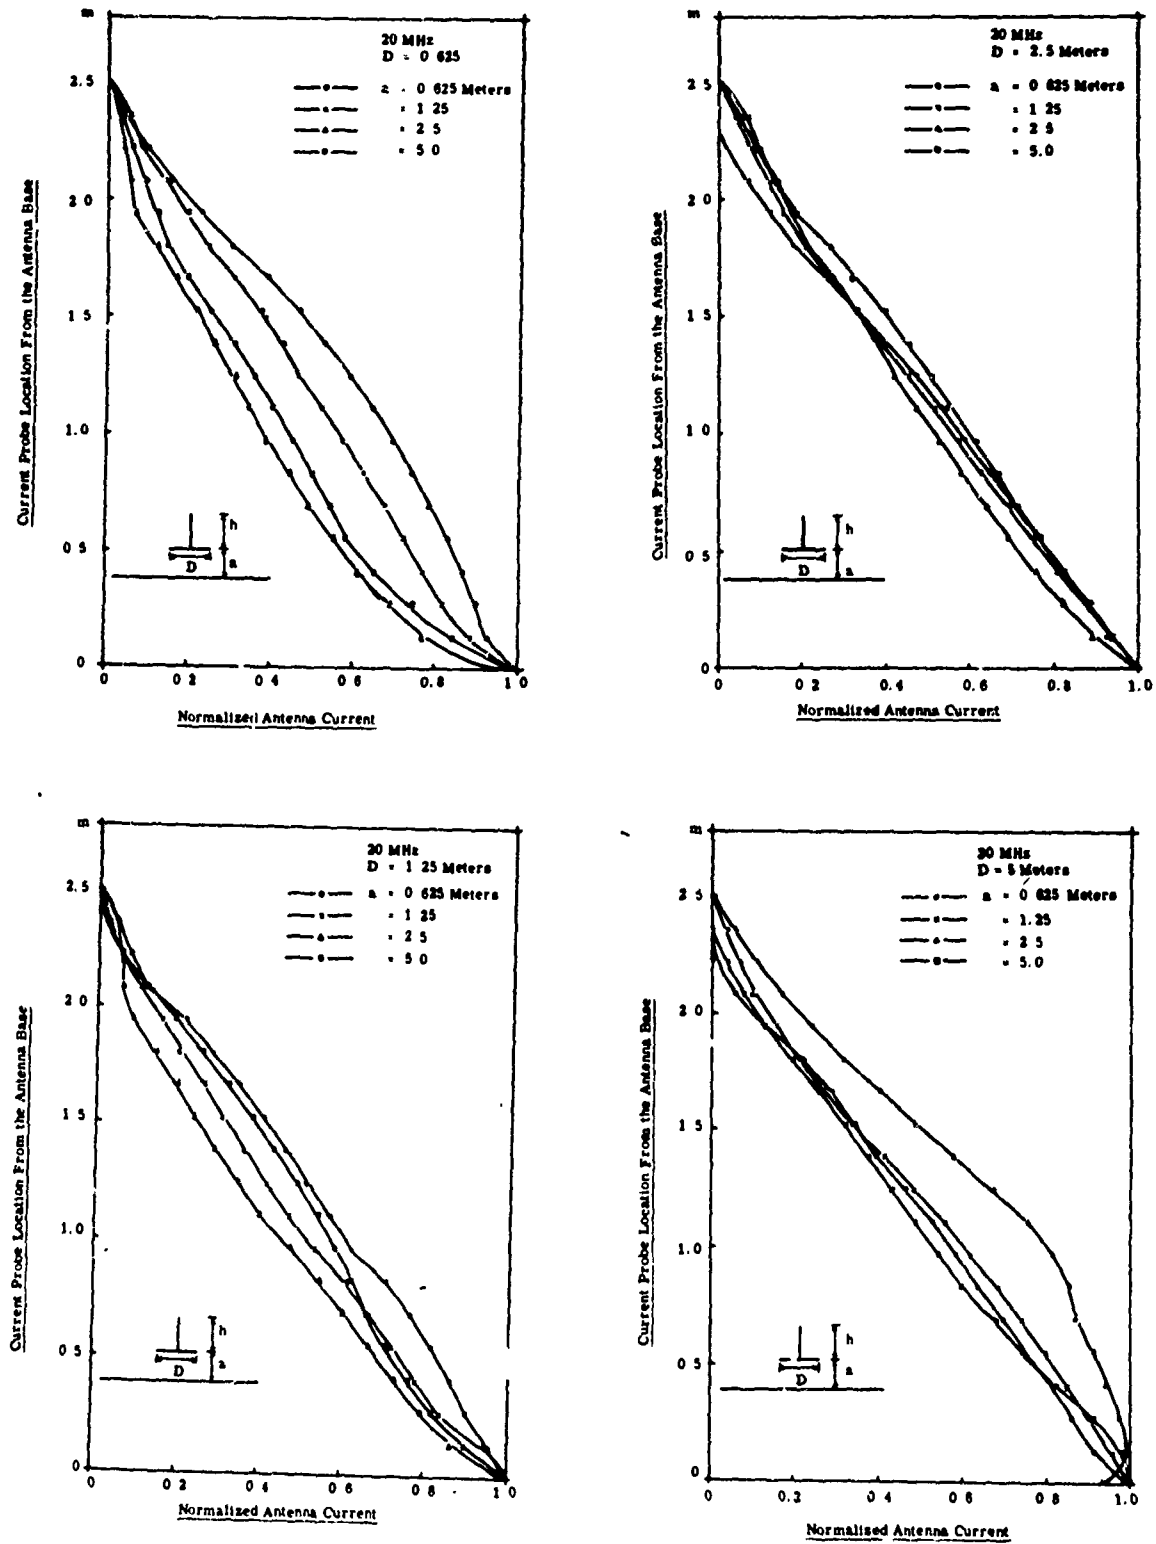 20 MHz
D = 0 625
a . 0 625 Meters
= 1 25
= 2 5
= 5 0
2.5
2 0
1 5
1.0
0 5
0
0
0 2
0 4
0 6
0 8
1 0
Current Probe Location From the Antenna Base
h
a
D
Normalized Antenna Current
m
20 MHz
D = 2.5 Meters
a = 0 625 Meters
= 1 25
= 2 5
= 5.0
2 5
2 0
1 5
1 0
0 5
0
0
0 2
0 4
0 6
0 8
1.0
Current Probe Location From the Antenna Base
h
a
D
Normalized Antenna Current
m
20 MHz
D = 1 25 Meters
a = 0 625 Meters
= 1 25
= 2 5
= 5 0
2.5
2 0
1 5
1.0
0 5
0
0
0 2
0 4
0 6
0 8
1 0
Current Probe Location From the Antenna Base
h
a
D
Normalized Antenna Current
m
20 MHz
D = 5 Meters
a = 0 625 Meters
= 1.25
= 2 5
= 5.0
2 5
2 0
1 5
1.0
0 5
0
0
0.2
0 4
0 6
0 8
1.0
Current Probe Location From the Antenna Base
h
a
D
Normalized Antenna Current